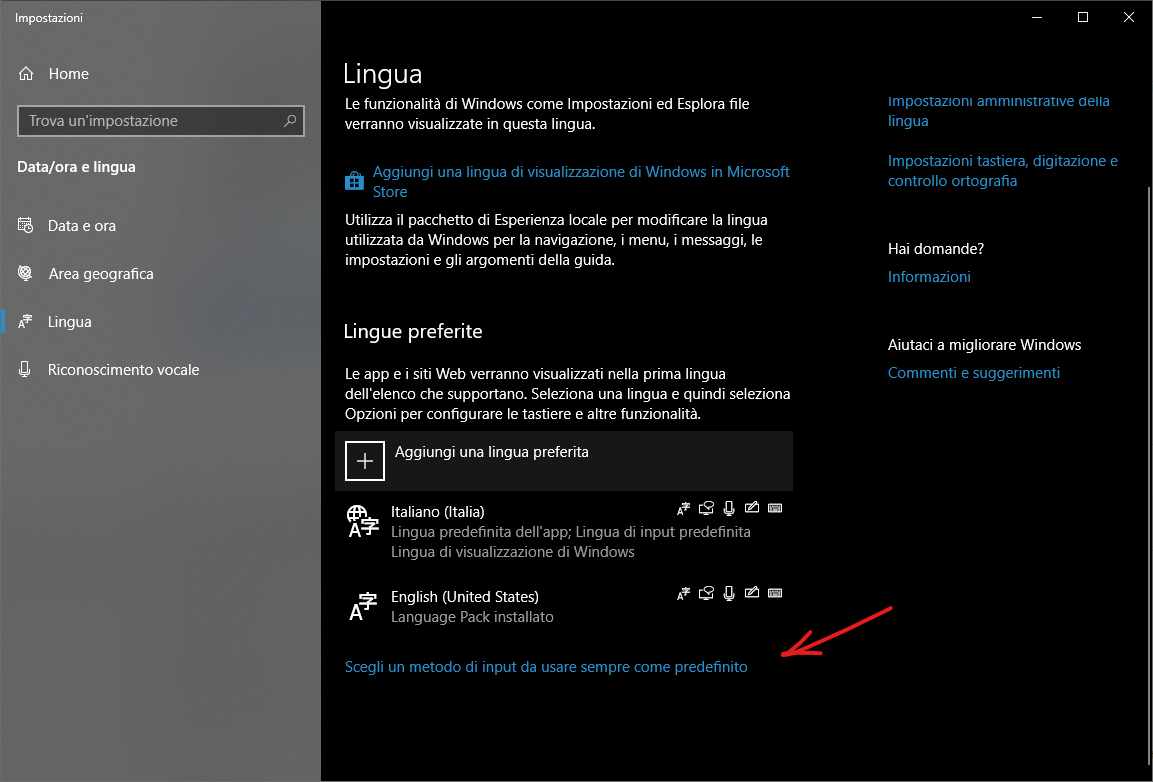 Impostazioni
Home
Trova un'impostazione
Data/ora e lingua
Data e ora
Area geografica
Lingua
Riconoscimento vocale
Lingua
Le funzionalità di Windows come Impostazioni ed Esplora file
verranno visualizzate in questa lingua.
Aggiungi una lingua di visualizzazione di Windows in Microsoft
Store
Utilizza il pacchetto di Esperienza locale per modificare la lingua
utilizzata da Windows per la navigazione, i menu, i messaggi, le
impostazioni e gli argomenti della guida.
Lingue preferite
Le app e i siti Web verranno visualizzati nella prima lingua
dell'elenco che supportano. Seleziona una lingua e quindi seleziona
Opzioni per configurare le tastiere e altre funzionalità.
Aggiungi una lingua preferita
Italiano (Italia)
Lingua predefinita dell'app; Lingua di input predefinita
Lingua di visualizzazione di Windows
English (United States)
Language Pack installato
Scegli un metodo di input da usare sempre come predefinito
Impostazioni amministrative della
lingua
Impostazioni tastiera, digitazione e
controllo ortografia
Hai domande?
Informazioni
Aiutaci a migliorare Windows
Commenti e suggerimenti